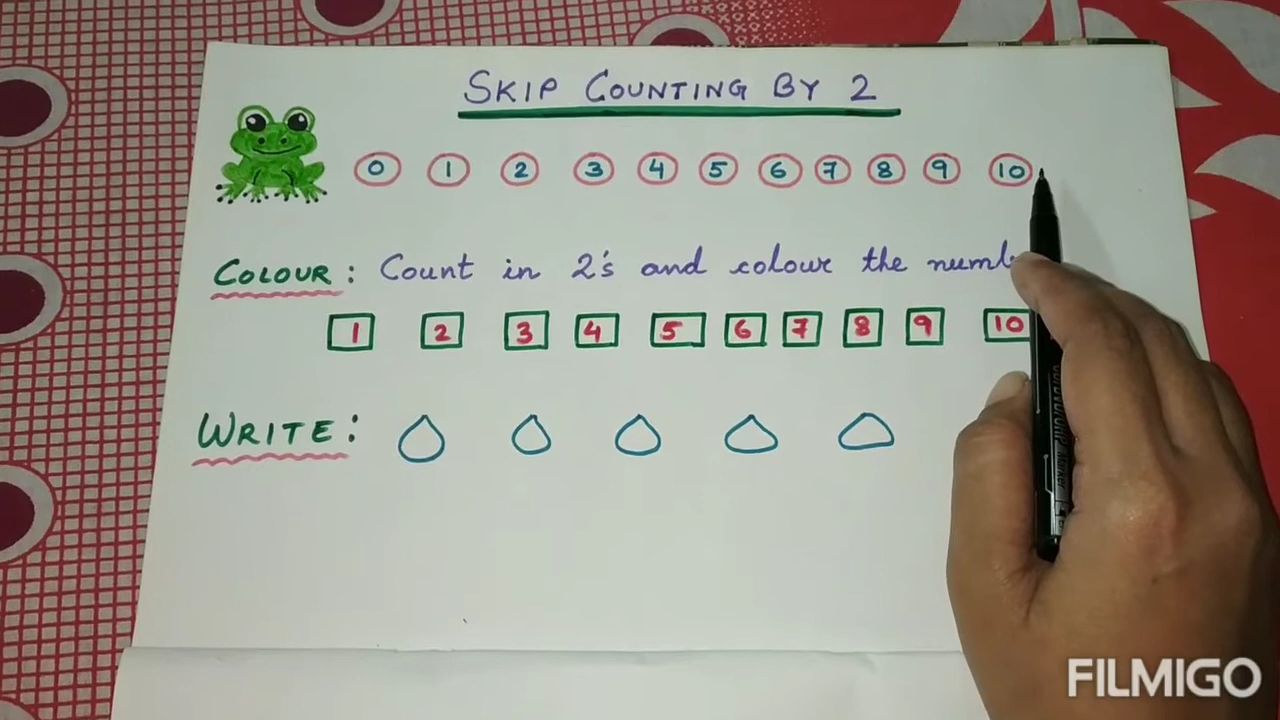 SKIP COUNTING BY 2
0 1 2 3 4 5 6 7 8 9 10
COLOUR: Count in 2's and colour the numb
1 2 3 4 5 6 7 8 9 10
WRITE:
FILMIGO